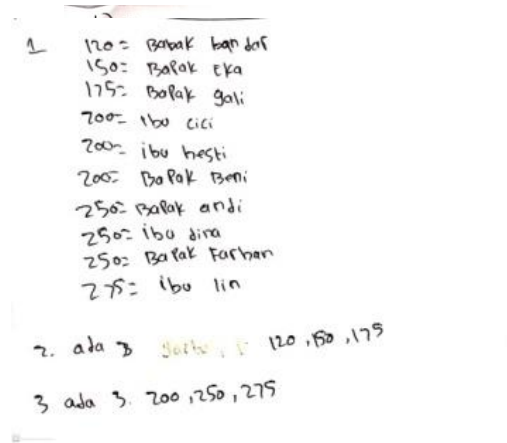 1 120 = Babak bandar
150 = Bapak Eka
175 = Bapak gali
200 = ibu cici
200 = ibu hesti
200 = Bapak Beni
250 = Bapak andi
250 = ibu dina
250 = Bapak Farhan
275 = ibu lin
2. ada 3 120, 150, 175
3 ada 3. 200, 250, 275